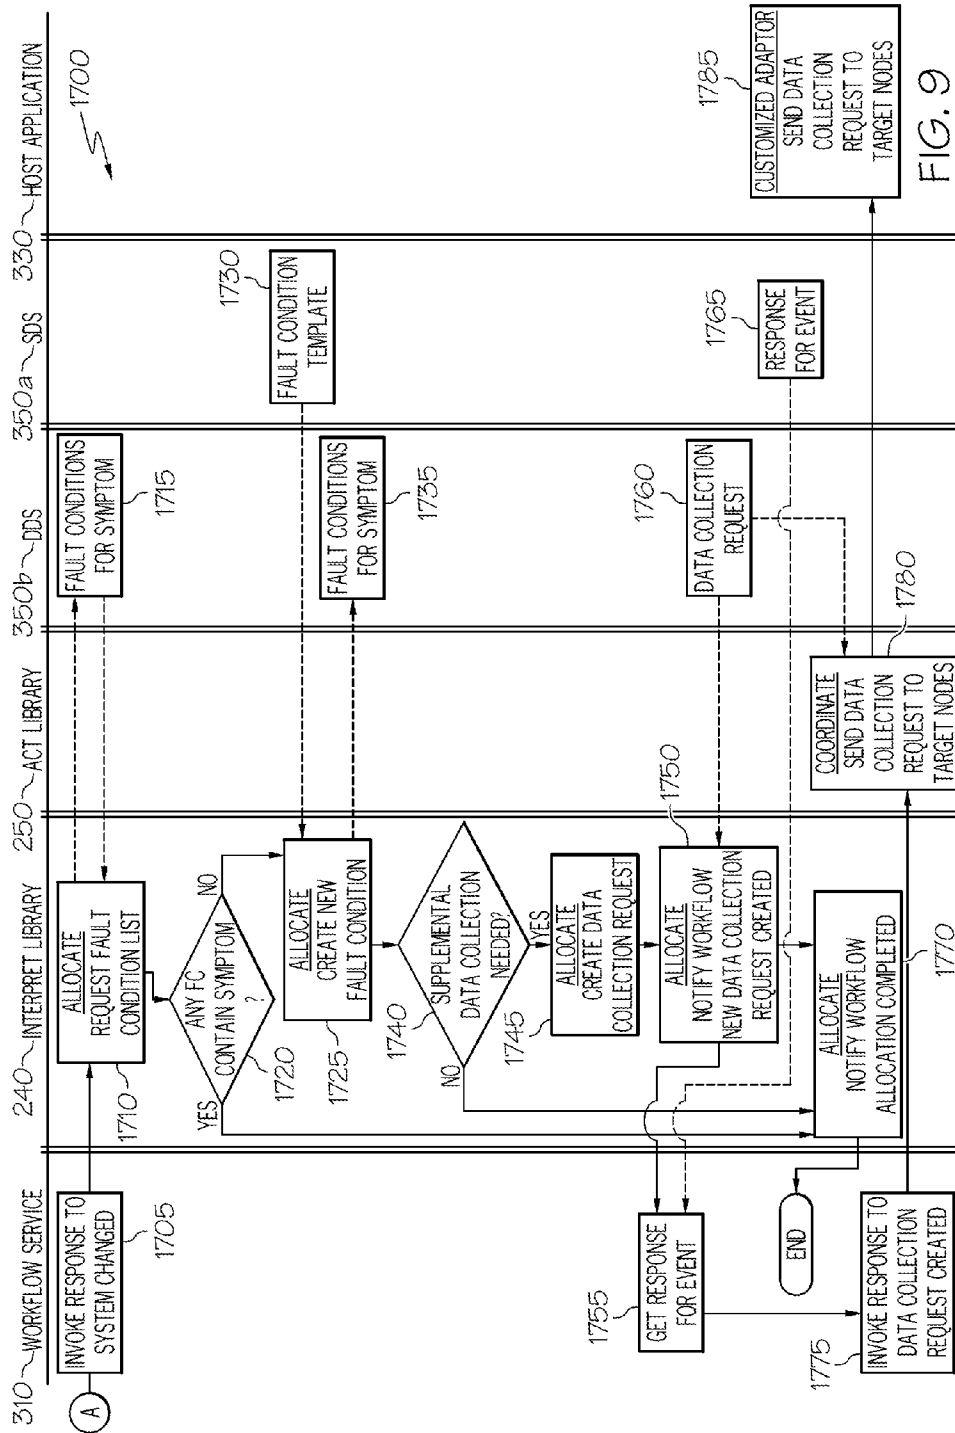 310 WORKFLOW SERVICE
240 INTERPRET LIBRARY
250 ACT LIBRARY
350b DDS
350a SDS
330 HOST APPLICATION
1700
A
INVOKE RESPONSE TO
SYSTEM CHANGED
1705
ALLOCATE
REQUEST FAULT
CONDITION LIST
1710
FAULT CONDITIONS
FOR SYMPTOM
1715
ANY FC
CONTAIN SYMPTOM
?
1720
YES
NO
ALLOCATE
CREATE NEW
FAULT CONDITION
1725
FAULT CONDITION
TEMPLATE
1730
FAULT CONDITIONS
FOR SYMPTOM
1735
SUPPLEMENTAL
DATA COLLECTION
NEEDED?
1740
NO
YES
ALLOCATE
CREATE DATA
COLLECTION REQUEST
1745
ALLOCATE
NOTIFY WORKFLOW
NEW DATA COLLECTION
REQUEST CREATED
1750
GET RESPONSE
FOR EVENT
1755
DATA COLLECTION
REQUEST
1760
RESPONSE
FOR EVENT
1765
END
ALLOCATE
NOTIFY WORKFLOW
ALLOCATION COMPLETED
1770
INVOKE RESPONSE TO
DATA COLLECTION
REQUEST CREATED
1775
COORDINATE
SEND DATA
COLLECTION
REQUEST TO
TARGET NODES
1780
CUSTOMIZED ADAPTOR
SEND DATA
COLLECTION
REQUEST TO
TARGET NODES
1785
FIG. 9